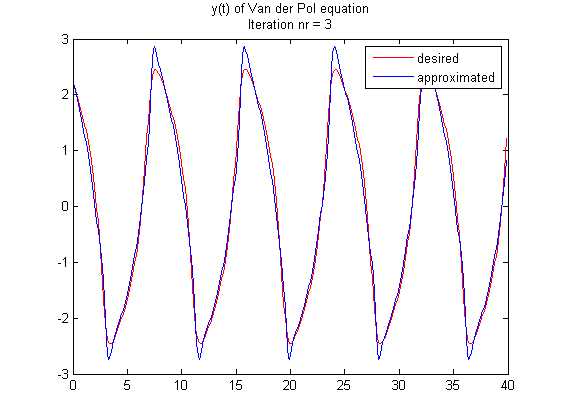 y(t) of Van der Pol equation
Iteration nr = 3
desired
approximated
3
2
1
0
-1
-2
-3
0 5 10 15 20 25 30 35 40